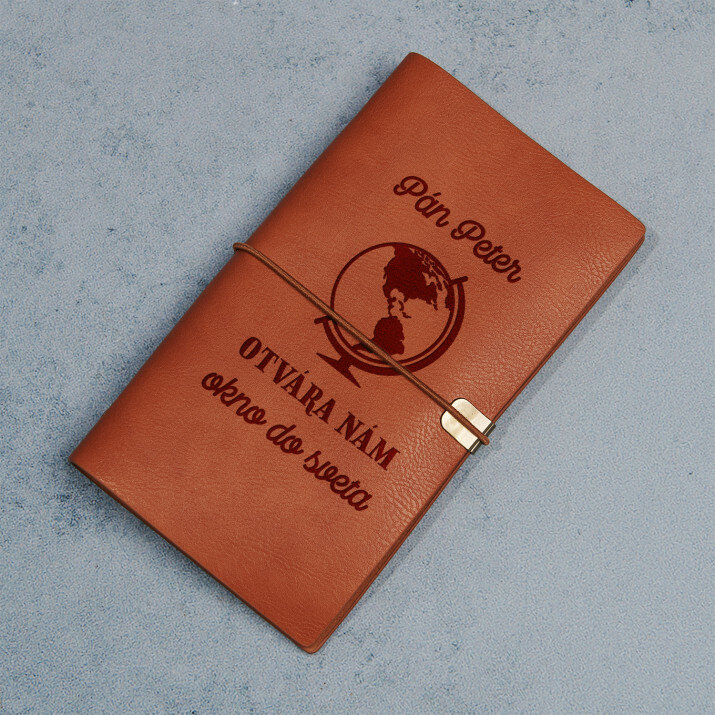 Pán Peter
OTVÁRA NÁM
okno do sveta